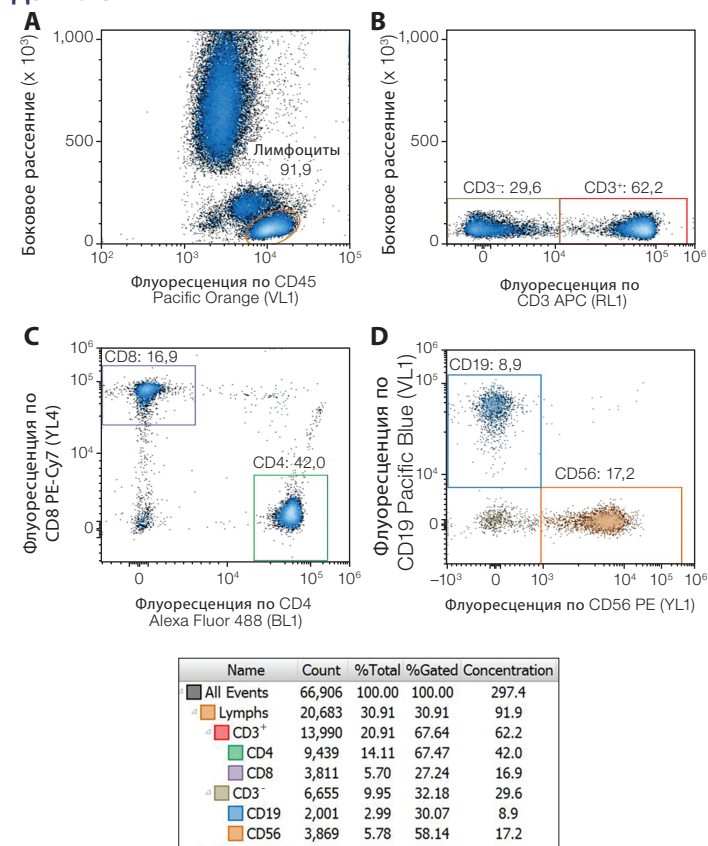 A
Боковое рассеяние (x 10³)
1,000
500
0
Лимфоциты
91,9
10² 10³ 10⁴ 10⁵
Флуоресценция по CD45
Pacific Orange (VL1)
B
Боковое рассеяние (x 10³)
1,000
500
0
CD3⁻: 29,6
CD3⁺: 62,2
0 10⁴ 10⁵ 10⁶
Флуоресценция по
CD3 APC (RL1)
C
Флуоресценция по
CD8 PE-Cy7 (YL4)
10⁶
10⁵
10⁴
0
CD8: 16,9
CD4: 42,0
0 10⁴ 10⁵ 10⁶
Флуоресценция по CD4
Alexa Fluor 488 (BL1)
D
Флуоресценция по
CD19 Pacific Blue (VL1)
10⁶
10⁵
10⁴
0
CD19: 8,9
CD56: 17,2
–10³ 0 10³ 10⁴ 10⁵ 10⁶
Флуоресценция по CD56 PE (YL1)
Name Count %Total %Gated Concentration
All Events 66,906 100.00 100.00 297.4
Lymphs 20,683 30.91 30.91 91.9
CD3⁺ 13,990 20.91 67.64 62.2
CD4 9,439 14.11 67.47 42.0
CD8 3,811 5.70 27.24 16.9
CD3⁻ 6,655 9.95 32.18 29.6
CD19 2,001 2.99 30.07 8.9
CD56 3,869 5.78 58.14 17.2